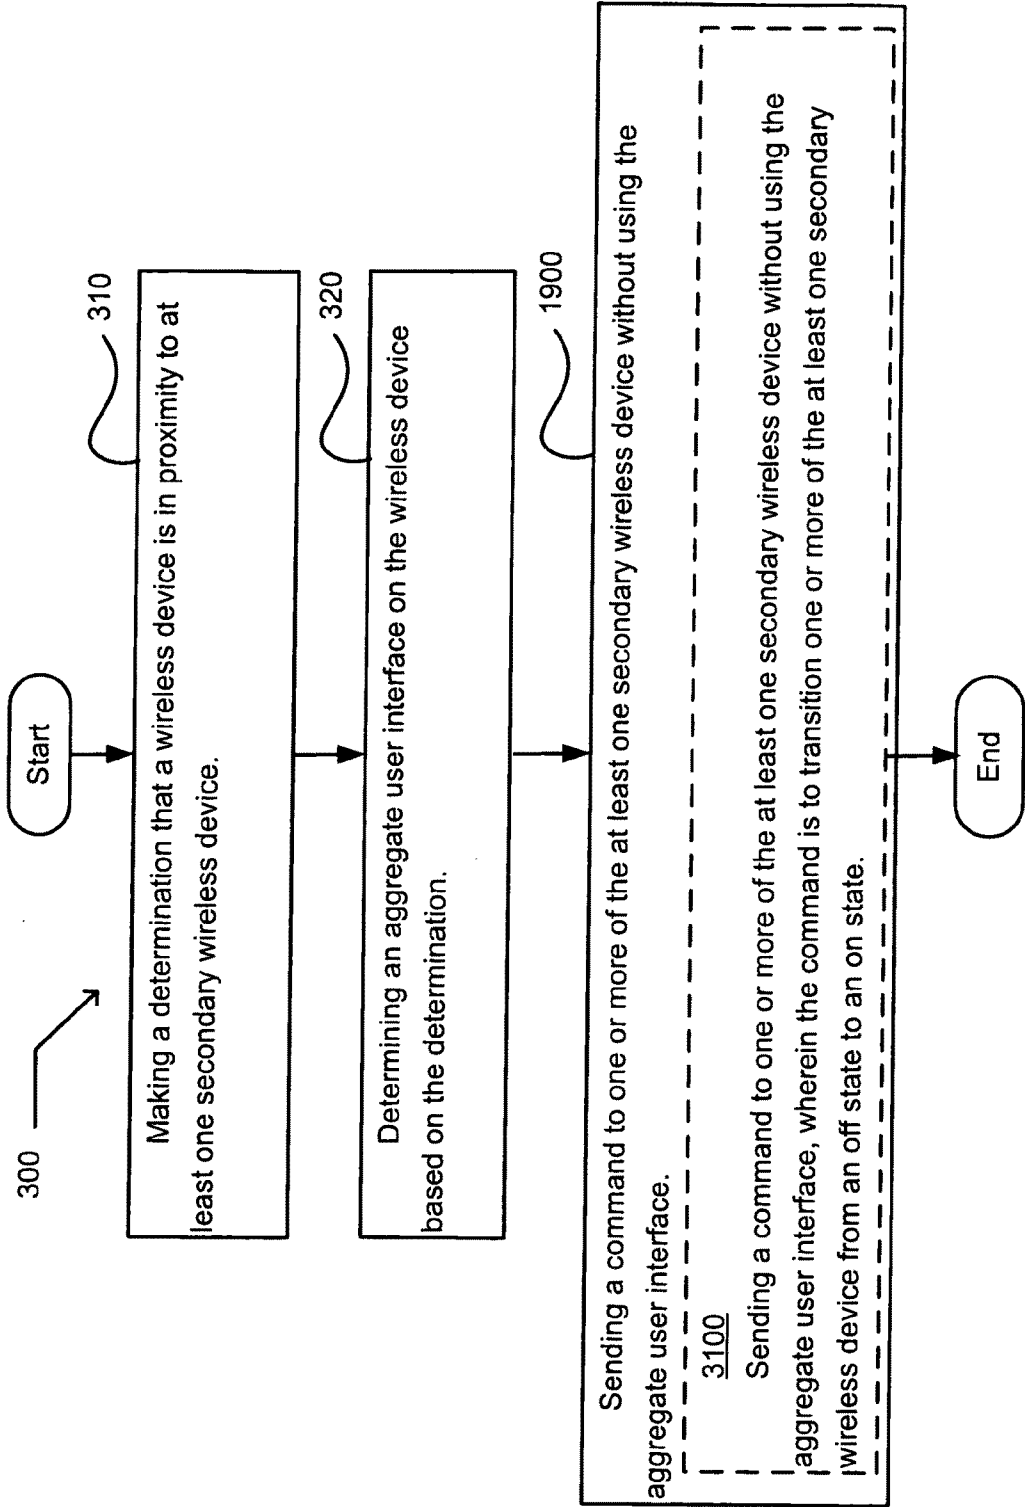 300
Start
310
Making a determination that a wireless device is in proximity to at
least one secondary wireless device.
320
Determining an aggregate user interface on the wireless device
based on the determination.
1900
Sending a command to one or more of the at least one secondary wireless device without using the
aggregate user interface.
3100
Sending a command to one or more of the at least one secondary wireless device without using the
aggregate user interface, wherein the command is to transition one or more of the at least one secondary
wireless device from an off state to an on state.
End